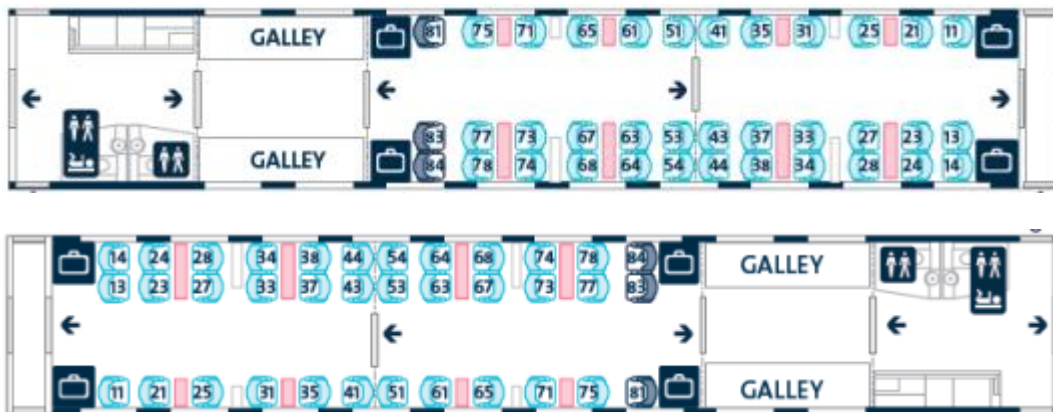 GALLEY 81 75 71 65 61 51 41 35 31 25 21 11
83 77 73 67 63 53 43 37 33 27 23 13
GALLEY 84 78 74 68 64 54 44 38 34 28 24 14
14 24 28 34 38 44 54 64 68 74 78 84 GALLEY
13 23 27 33 37 43 53 63 67 73 77 83
11 21 25 31 35 41 51 61 65 71 75 81 GALLEY